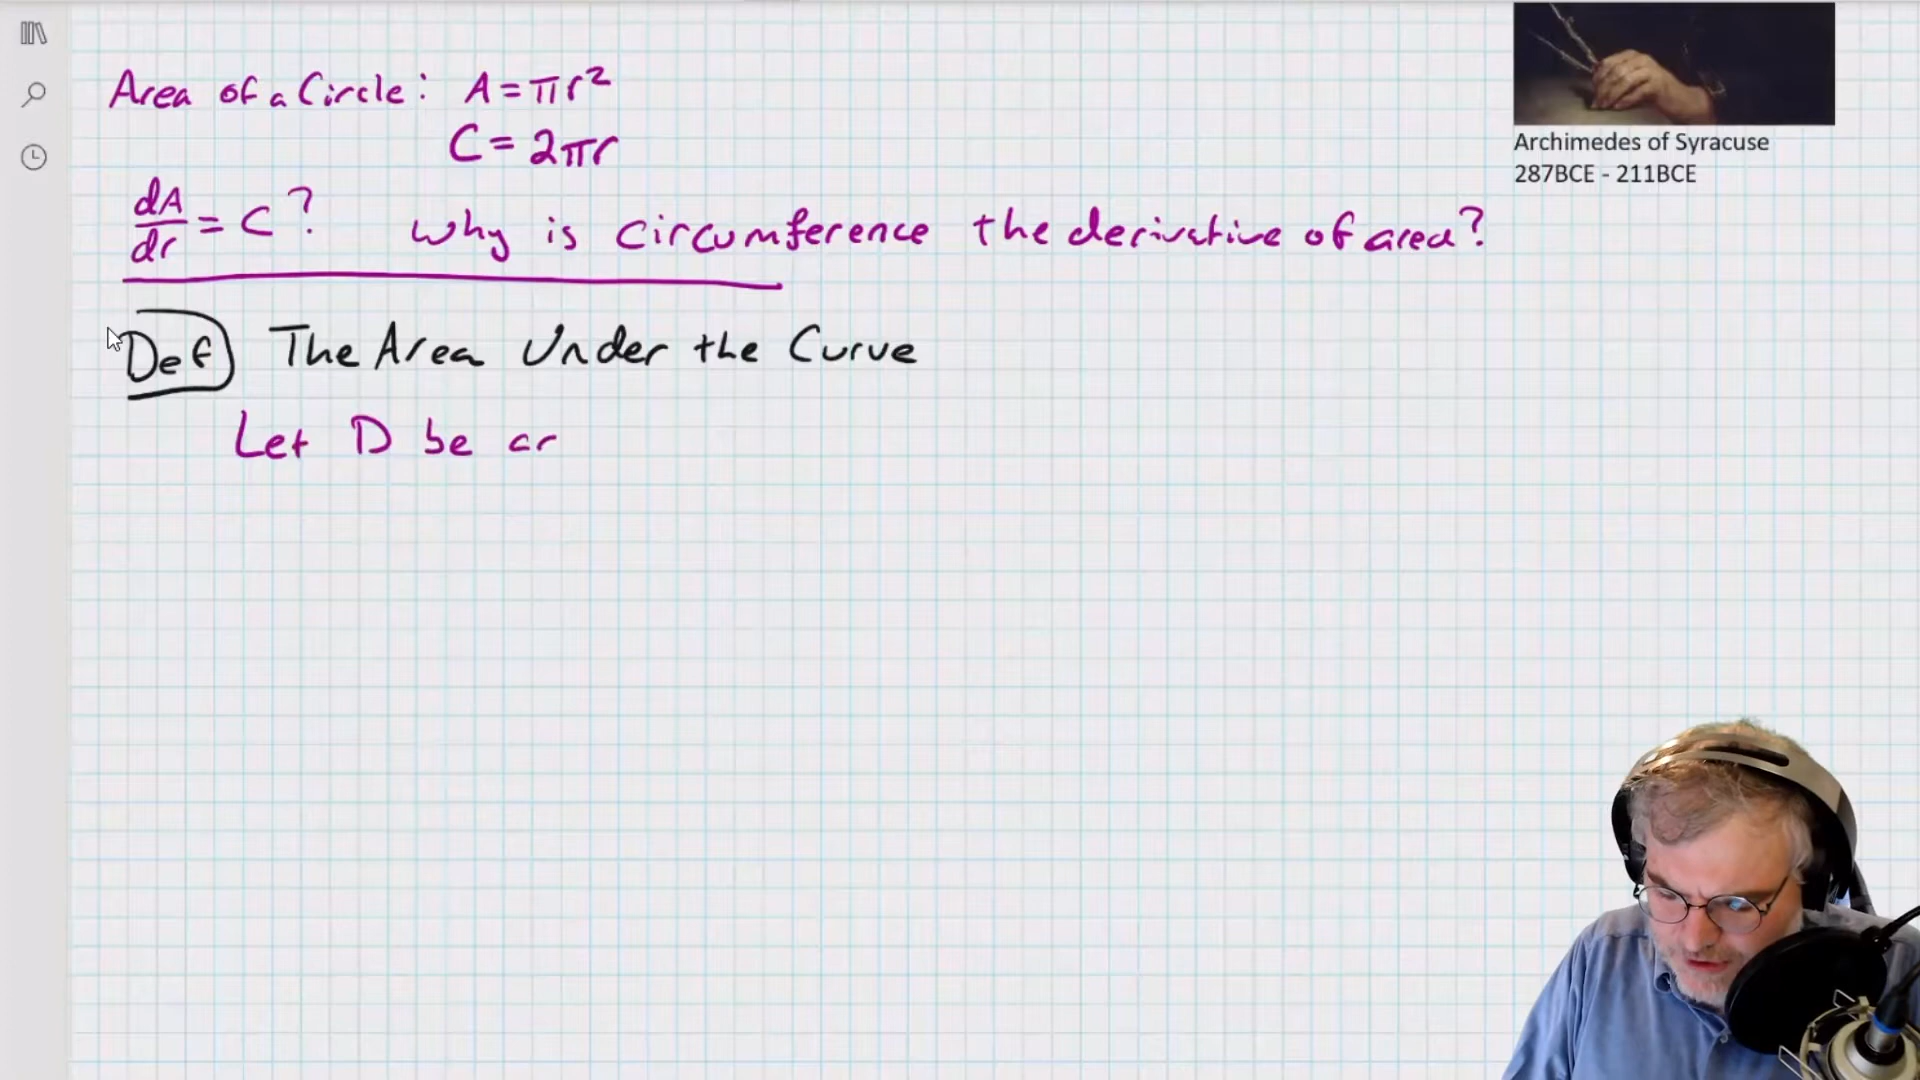 Area of a Circle: A = πr²
C = 2πr
dA/dr = C? Why is circumference the derivative of area?
Def) The Area Under the Curve
Let D be an
Archimedes of Syracuse
287BCE - 211BCE